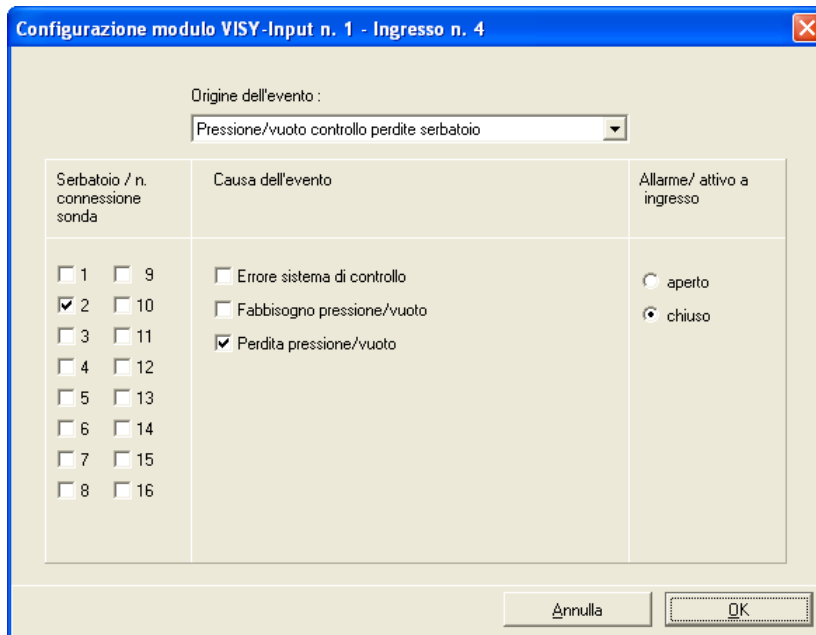 Configurazione modulo VISY-Input n. 1 - Ingresso n. 4
Origine dell'evento :
Pressione/vuoto controllo perdite serbatoio
Serbatoio / n.
connessione
sonda
Causa dell'evento
Allarme/ attivo a
ingresso
1 9
2 10
3 11
4 12
5 13
6 14
7 15
8 16
Errore sistema di controllo
Fabbisogno pressione/vuoto
Perdita pressione/vuoto
aperto
chiuso
Annulla
OK